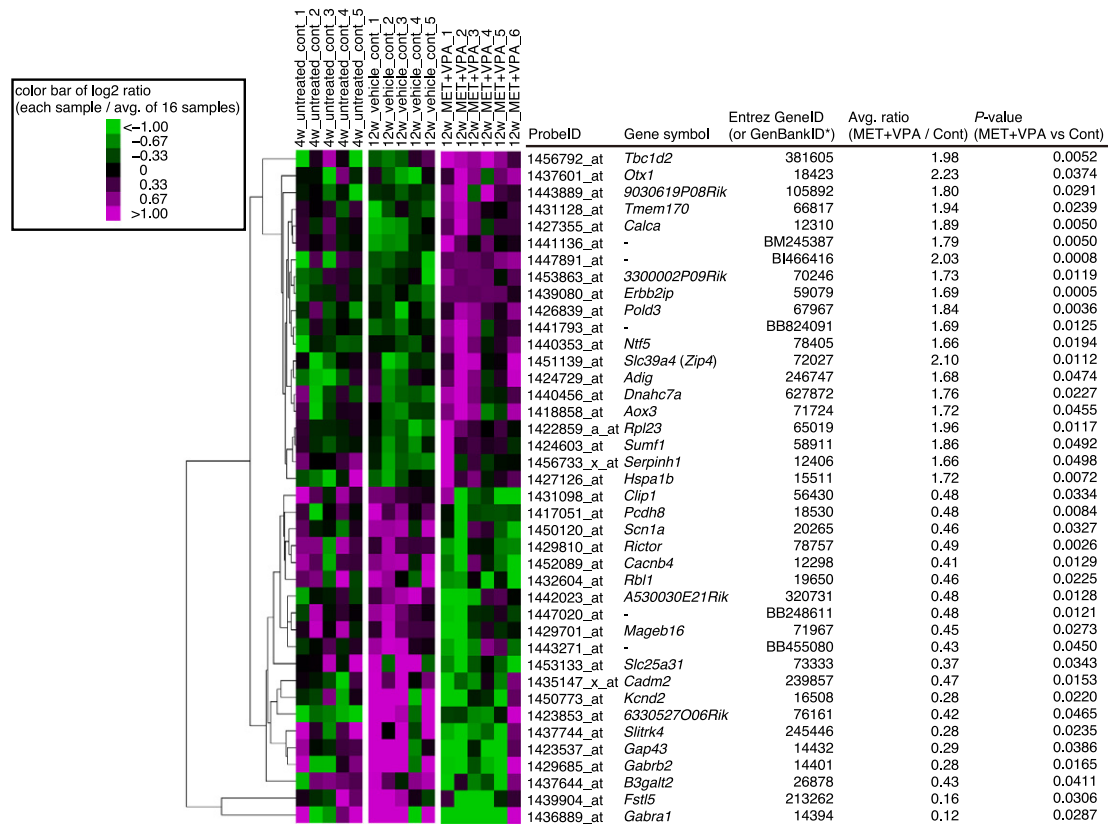 4w_untreated_cont_1
4w_untreated_cont_2
4w_untreated_cont_3
4w_untreated_cont_4
4w_untreated_cont_5
12w_vehicle_cont_1
12w_vehicle_cont_2
12w_vehicle_cont_3
12w_vehicle_cont_4
12w_vehicle_cont_5
12w_MET+VPA_1
12w_MET+VPA_2
12w_MET+VPA_3
12w_MET+VPA_4
12w_MET+VPA_5
12w_MET+VPA_6
color bar of log2 ratio
(each sample / avg. of 16 samples)
<−1.00
−0.67
−0.33
0
0.33
0.67
>1.00
Entrez GeneID Avg. ratio P-value
ProbeID Gene symbol (or GenBankID*) (MET+VPA / Cont) (MET+VPA vs Cont)
1456792_at Tbc1d2 381605 1.98 0.0052
1437601_at Otx1 18423 2.23 0.0374
1443889_at 9030619P08Rik 105892 1.80 0.0291
1431128_at Tmem170 66817 1.94 0.0239
1427355_at Calca 12310 1.89 0.0050
1441136_at - BM245387 1.79 0.0050
1447891_at - BI466416 2.03 0.0008
1453863_at 3300002P09Rik 70246 1.73 0.0119
1439080_at Erbb2ip 59079 1.69 0.0005
1426839_at Pold3 67967 1.84 0.0036
1441793_at - BB824091 1.69 0.0125
1440353_at Ntf5 78405 1.66 0.0194
1451139_at Slc39a4 (Zip4) 72027 2.10 0.0112
1424729_at Adig 246747 1.68 0.0474
1440456_at Dnahc7a 627872 1.76 0.0227
1418858_at Aox3 71724 1.72 0.0455
1422859_a_at Rpl23 65019 1.96 0.0117
1424603_at Sumf1 58911 1.86 0.0492
1456733_x_at Serpinh1 12406 1.66 0.0498
1427126_at Hspa1b 15511 1.72 0.0072
1431098_at Clip1 56430 0.48 0.0334
1417051_at Pcdh8 18530 0.48 0.0084
1450120_at Scn1a 20265 0.46 0.0327
1429810_at Rictor 78757 0.49 0.0026
1452089_at Cacnb4 12298 0.41 0.0129
1432604_at Rbl1 19650 0.46 0.0225
1442023_at A530030E21Rik 320731 0.48 0.0128
1447020_at - BB248611 0.48 0.0121
1429701_at Mageb16 71967 0.45 0.0273
1443271_at - BB455080 0.43 0.0450
1453133_at Slc25a31 73333 0.37 0.0343
1435147_x_at Cadm2 239857 0.47 0.0153
1450773_at Kcnd2 16508 0.28 0.0220
1423853_at 6330527O06Rik 76161 0.42 0.0465
1437744_at Slitrk4 245446 0.28 0.0235
1423537_at Gap43 14432 0.29 0.0386
1429685_at Gabrb2 14401 0.28 0.0165
1437644_at B3galt2 26878 0.43 0.0411
1439904_at Fstl5 213262 0.16 0.0306
1436889_at Gabra1 14394 0.12 0.0287